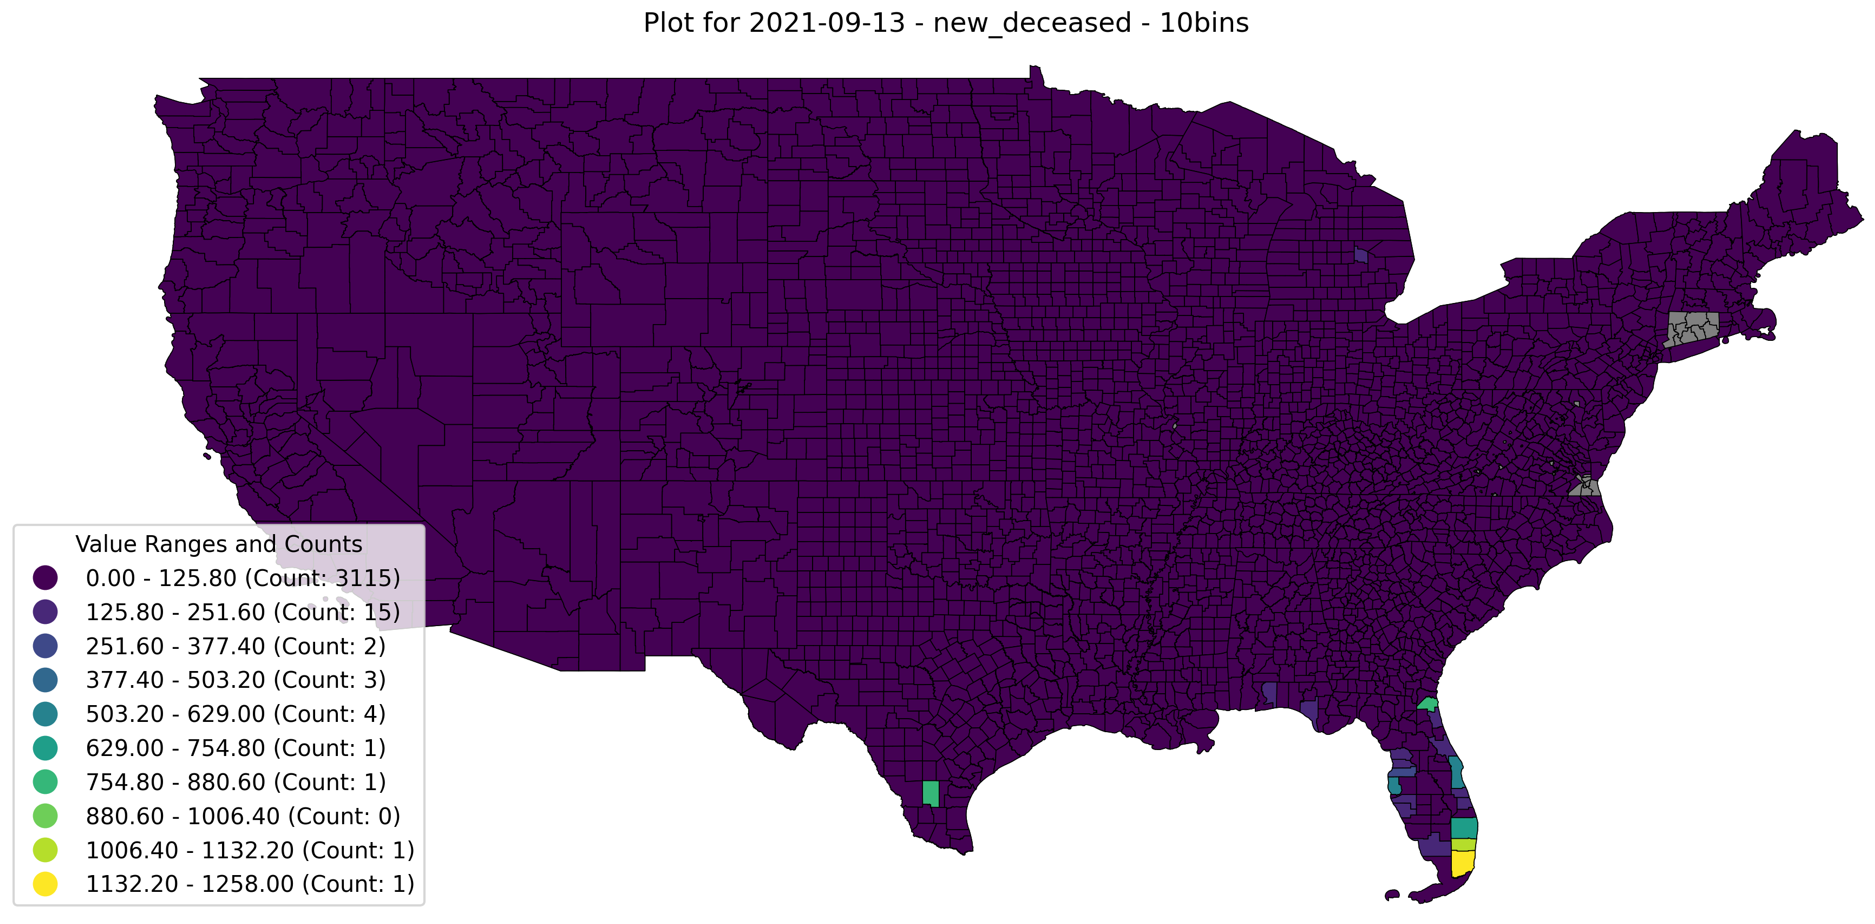 Plot for 2021-09-13 - new_deceased - 10bins
Value Ranges and Counts
0.00 - 125.80 (Count: 3115)
125.80 - 251.60 (Count: 15)
251.60 - 377.40 (Count: 2)
377.40 - 503.20 (Count: 3)
503.20 - 629.00 (Count: 4)
629.00 - 754.80 (Count: 1)
754.80 - 880.60 (Count: 1)
880.60 - 1006.40 (Count: 0)
1006.40 - 1132.20 (Count: 1)
1132.20 - 1258.00 (Count: 1)